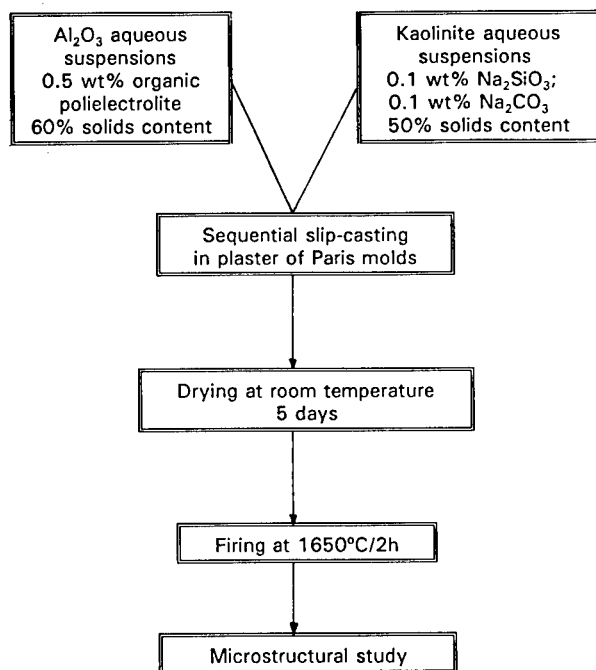 Al₂O₃ aqueous
suspensions
0.5 wt% organic
polielectrolite
60% solids content
Kaolinite aqueous
suspensions
0.1 wt% Na₂SiO₃;
0.1 wt% Na₂CO₃
50% solids content
Sequential slip-casting
in plaster of Paris molds
Drying at room temperature
5 days
Firing at 1650°C/2h
Microstructural study